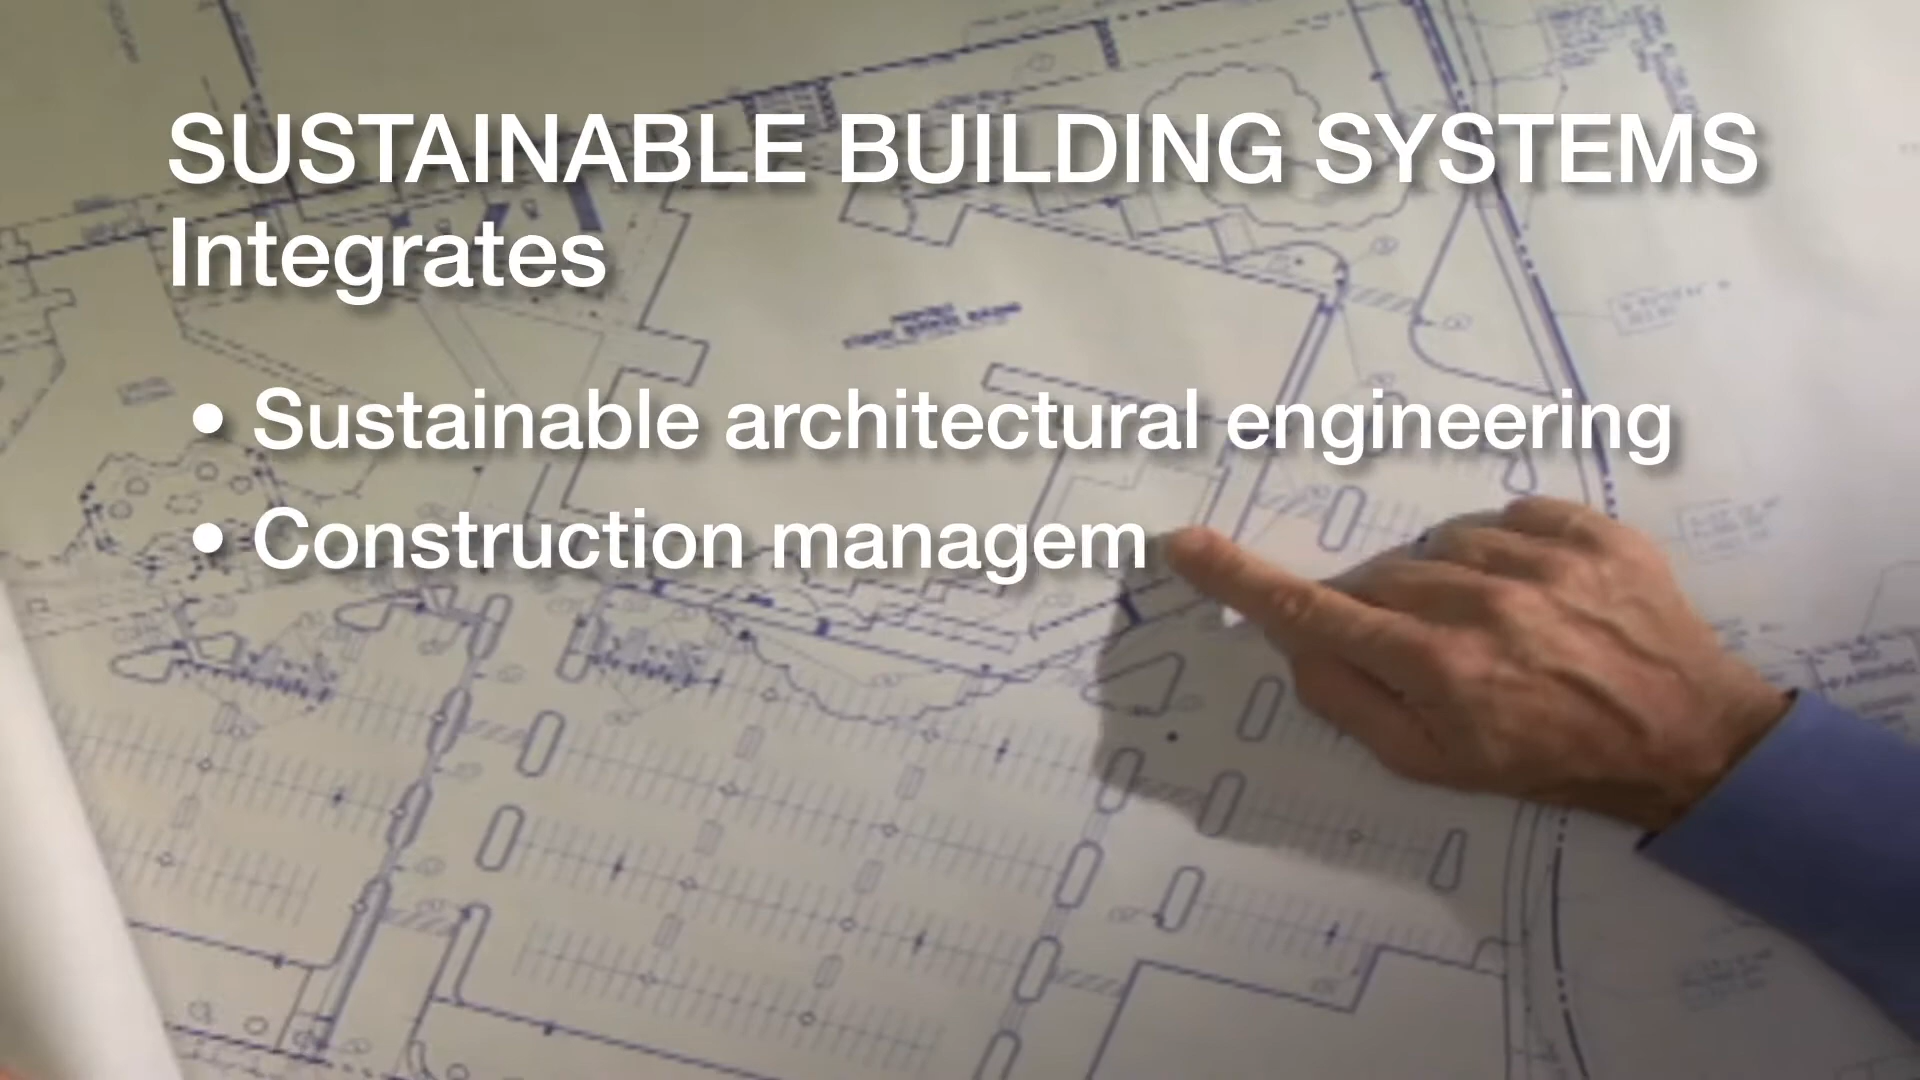 SUSTAINABLE BUILDING SYSTEMS
Integrates
• Sustainable architectural engineering
• Construction managem